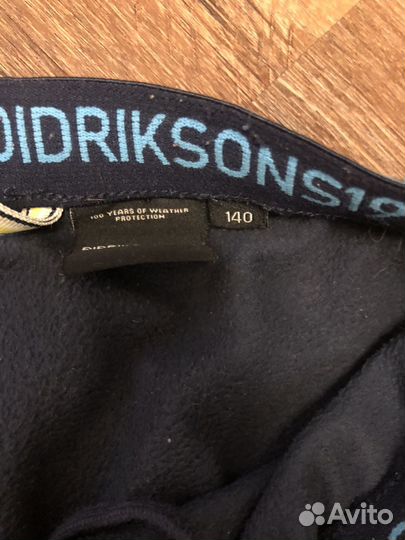 DIDRIKSONS19
100 YEARS OF WEATHER
PROTECTION
140
Avito